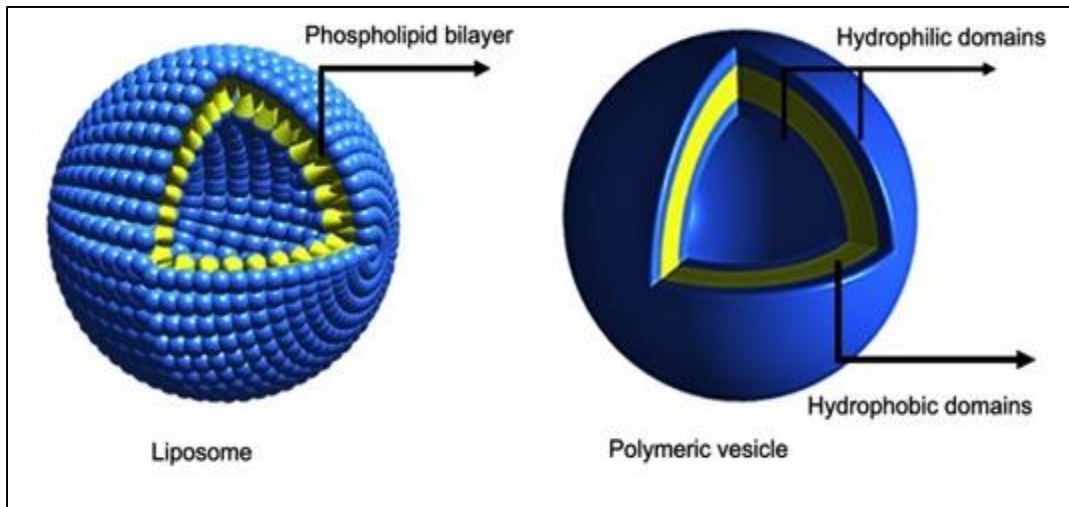 Phospholipid bilayer
Hydrophilic domains
Hydrophobic domains
Liposome
Polymeric vesicle